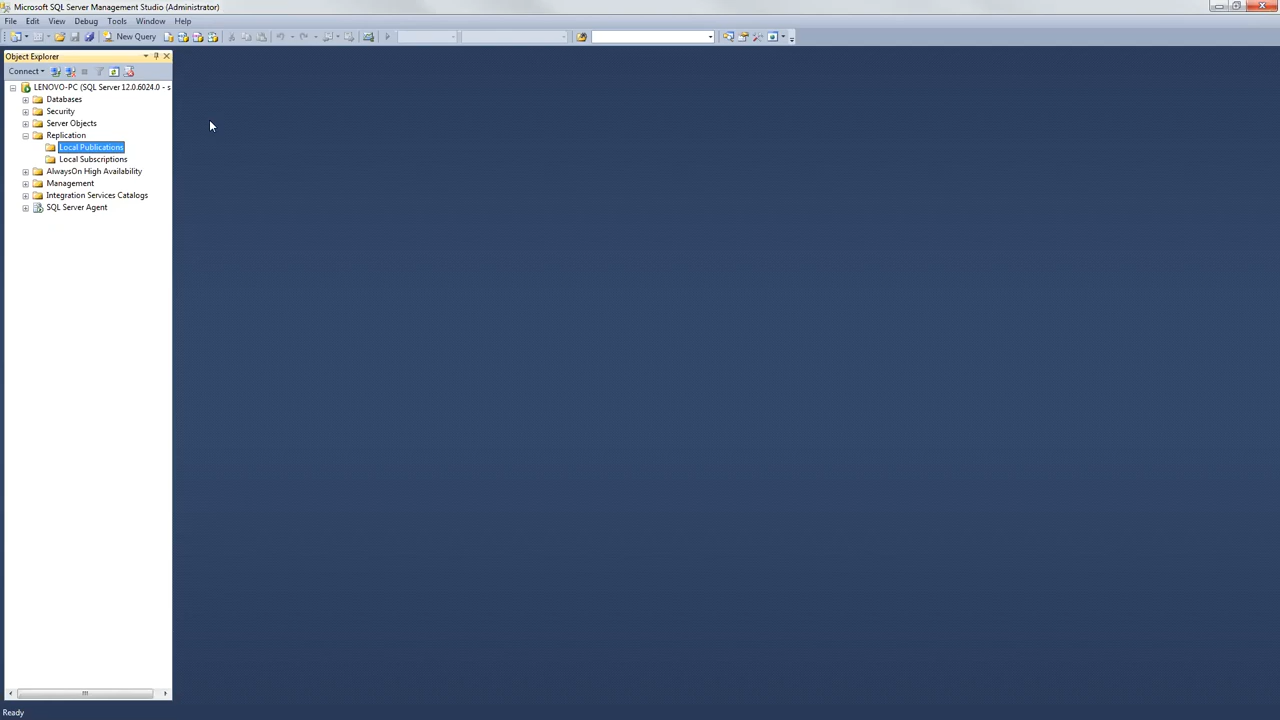 Microsoft SQL Server Management Studio (Administrator)
File Edit View Debug Tools Window Help
New Query
Object Explorer
Connect
LENOVO-PC (SQL Server 12.0.6024.0 - s
Databases
Security
Server Objects
Replication
Local Publications
Local Subscriptions
AlwaysOn High Availability
Management
Integration Services Catalogs
SQL Server Agent
Ready